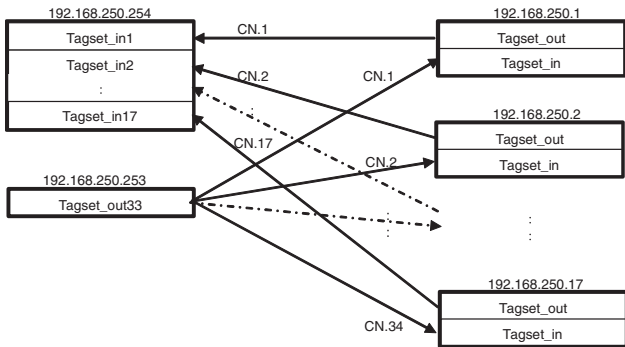 192.168.250.254
Tagset_in1
Tagset_in2
:
Tagset_in17
192.168.250.253
Tagset_out33
CN.1
CN.2
:
CN.17
CN.1
CN.2
:
:
CN.34
192.168.250.1
Tagset_out
Tagset_in
192.168.250.2
Tagset_out
Tagset_in
:
:
192.168.250.17
Tagset_out
Tagset_in